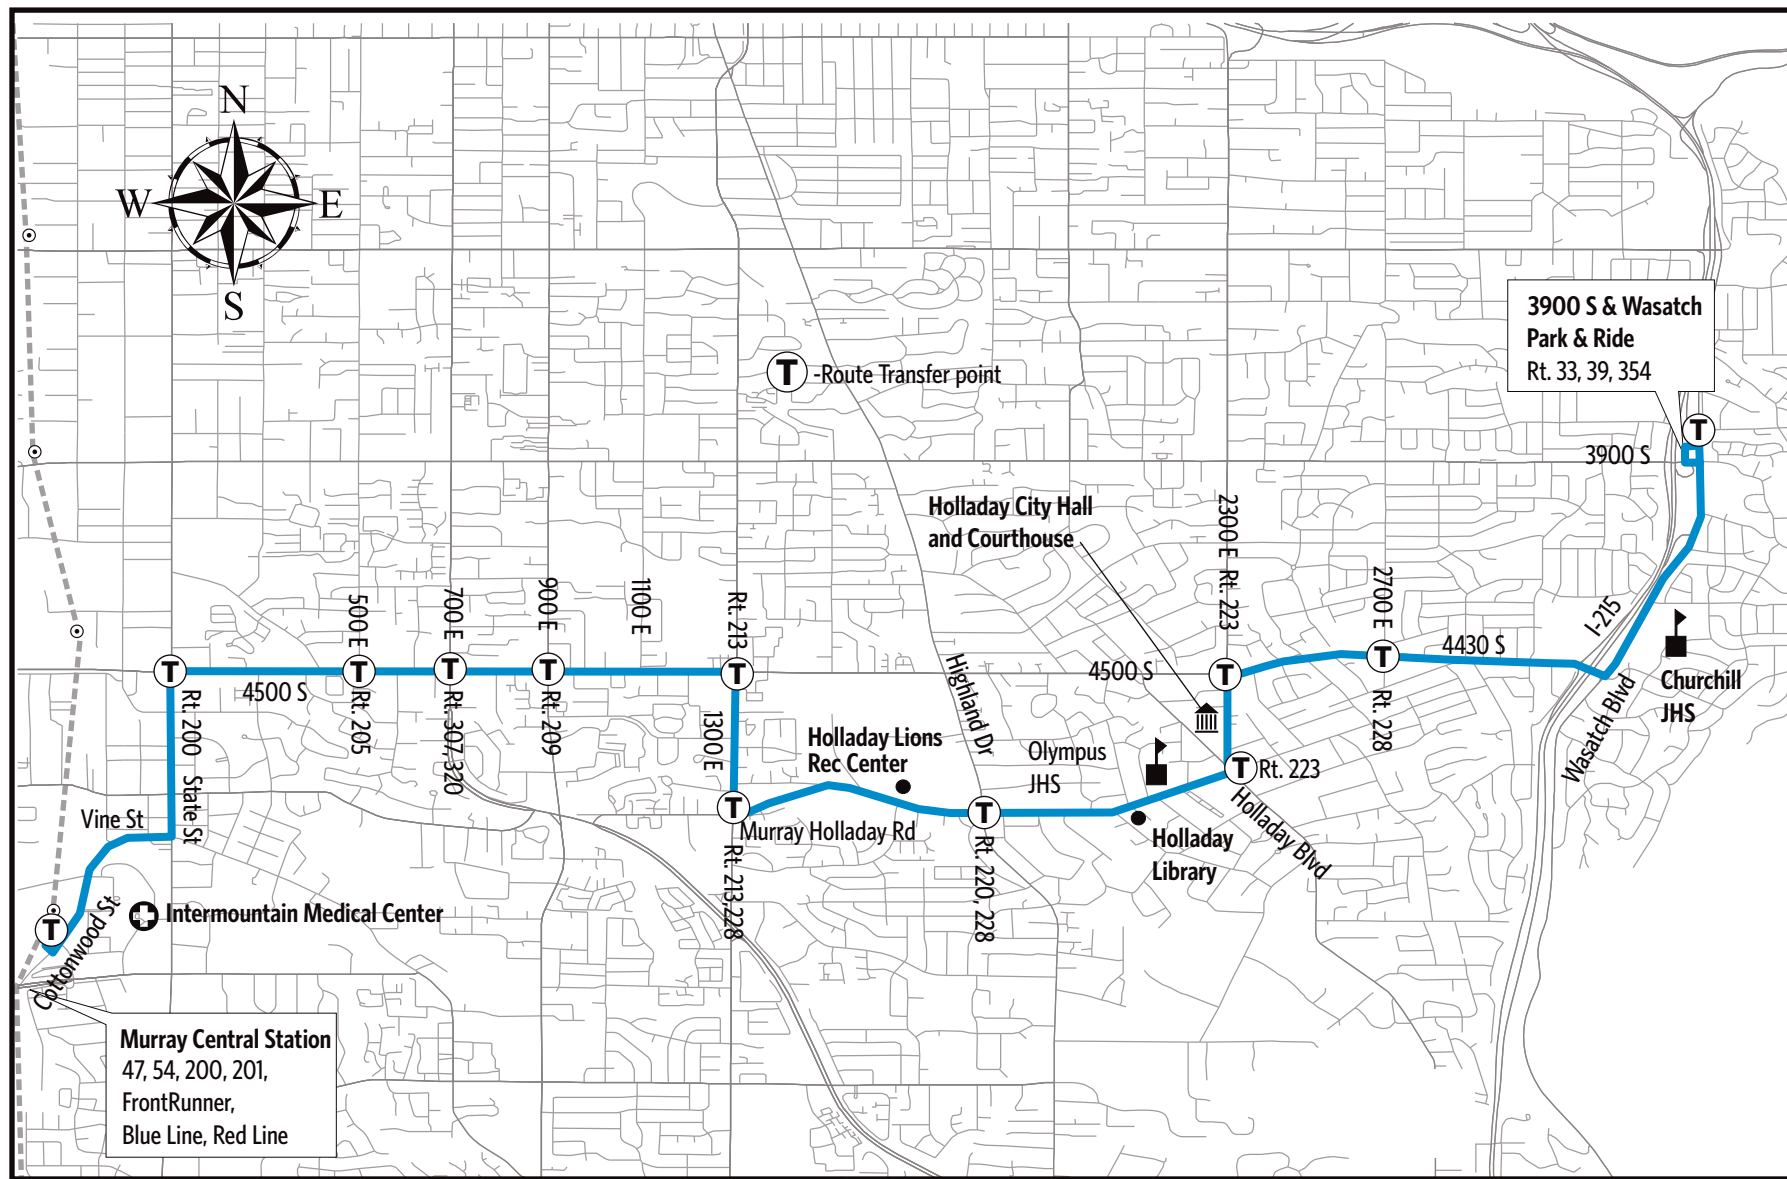 N
W
E
S
T
-Route Transfer point
3900 S & Wasatch
Park & Ride
Rt. 33, 39, 354
T
3900 S
Holladay City Hall
and Courthouse
2300 E Rt. 223
500 E
700 E
900 E
1100 E
Rt. 213
2700 E
I-215
T
T
T
T
T
T
T
4500 S
Rt. 200
State St
Rt. 205
Rt. 307, 320
Rt. 209
1300 E
Highland Dr
4500 S
4430 S
Rt. 228
Wasatch Blvd
Churchill
JHS
Holladay Lions
Rec Center
Olympus
JHS
T
Rt. 223
Holladay Blvd
T
Murray Holladay Rd
T
Rt. 213,228
Rt. 220, 228
Holladay
Library
Vine St
T
Cottonwood St
Intermountain Medical Center
Murray Central Station
47, 54, 200, 201,
FrontRunner,
Blue Line, Red Line